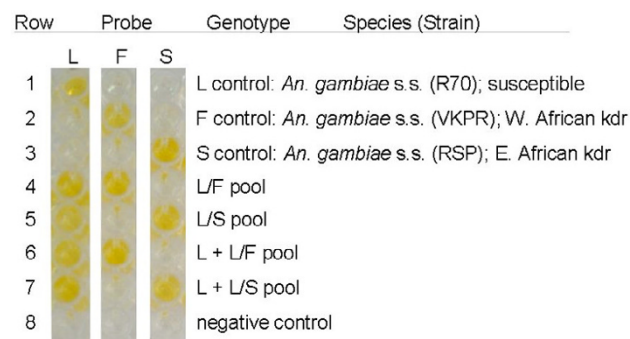 Row Probe Genotype Species (Strain)
L F S
1 L control: An. gambiae s.s. (R70); susceptible
2 F control: An. gambiae s.s. (VKPR); W. African kdr
3 S control: An. gambiae s.s. (RSP); E. African kdr
4 L/F pool
5 L/S pool
6 L + L/F pool
7 L + L/S pool
8 negative control